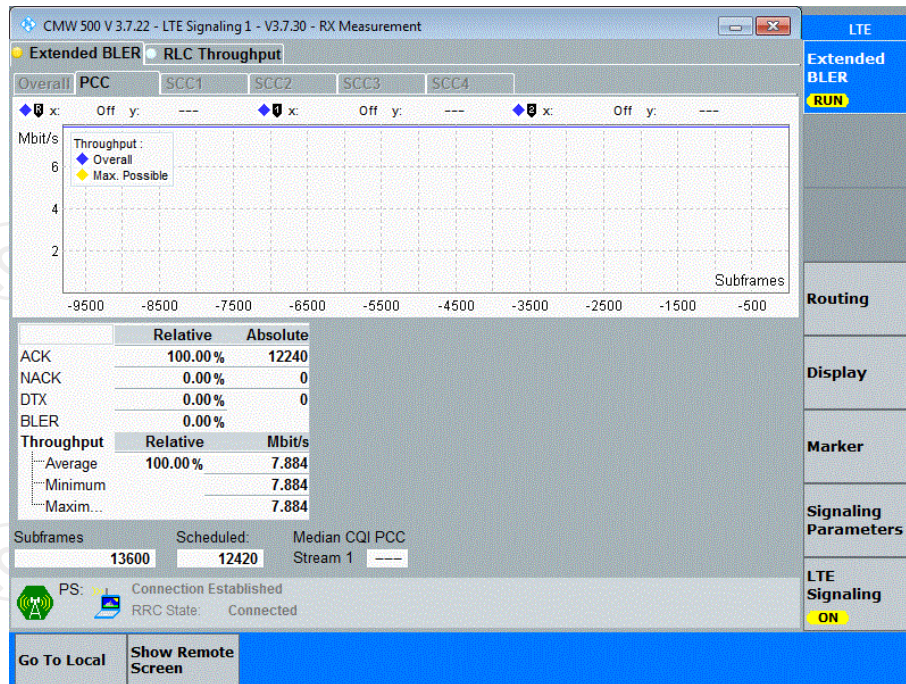 CMW 500 V 3.7.22 - LTE Signaling 1 - V3.7.30 - RX Measurement
LTE
Extended BLER RLC Throughput
Extended BLER
RUN
Overall PCC SCC1 SCC2 SCC3 SCC4
R x: Off y: --- 1 x: Off y: --- 2 x: Off y: ---
Mbit/s
Throughput :
Overall
Max. Possible
6
4
2
Subframes
-9500 -8500 -7500 -6500 -5500 -4500 -3500 -2500 -1500 -500
Relative Absolute
ACK 100.00 % 12240
NACK 0.00 % 0
DTX 0.00 % 0
BLER 0.00 %
Throughput Relative Mbit/s
Average 100.00 % 7.884
Minimum 7.884
Maxim... 7.884
Subframes Scheduled: Median CQI PCC
13600 12420 Stream 1 ---
PS: Connection Established
RRC State: Connected
Routing
Display
Marker
Signaling Parameters
LTE Signaling
ON
Go To Local
Show Remote Screen